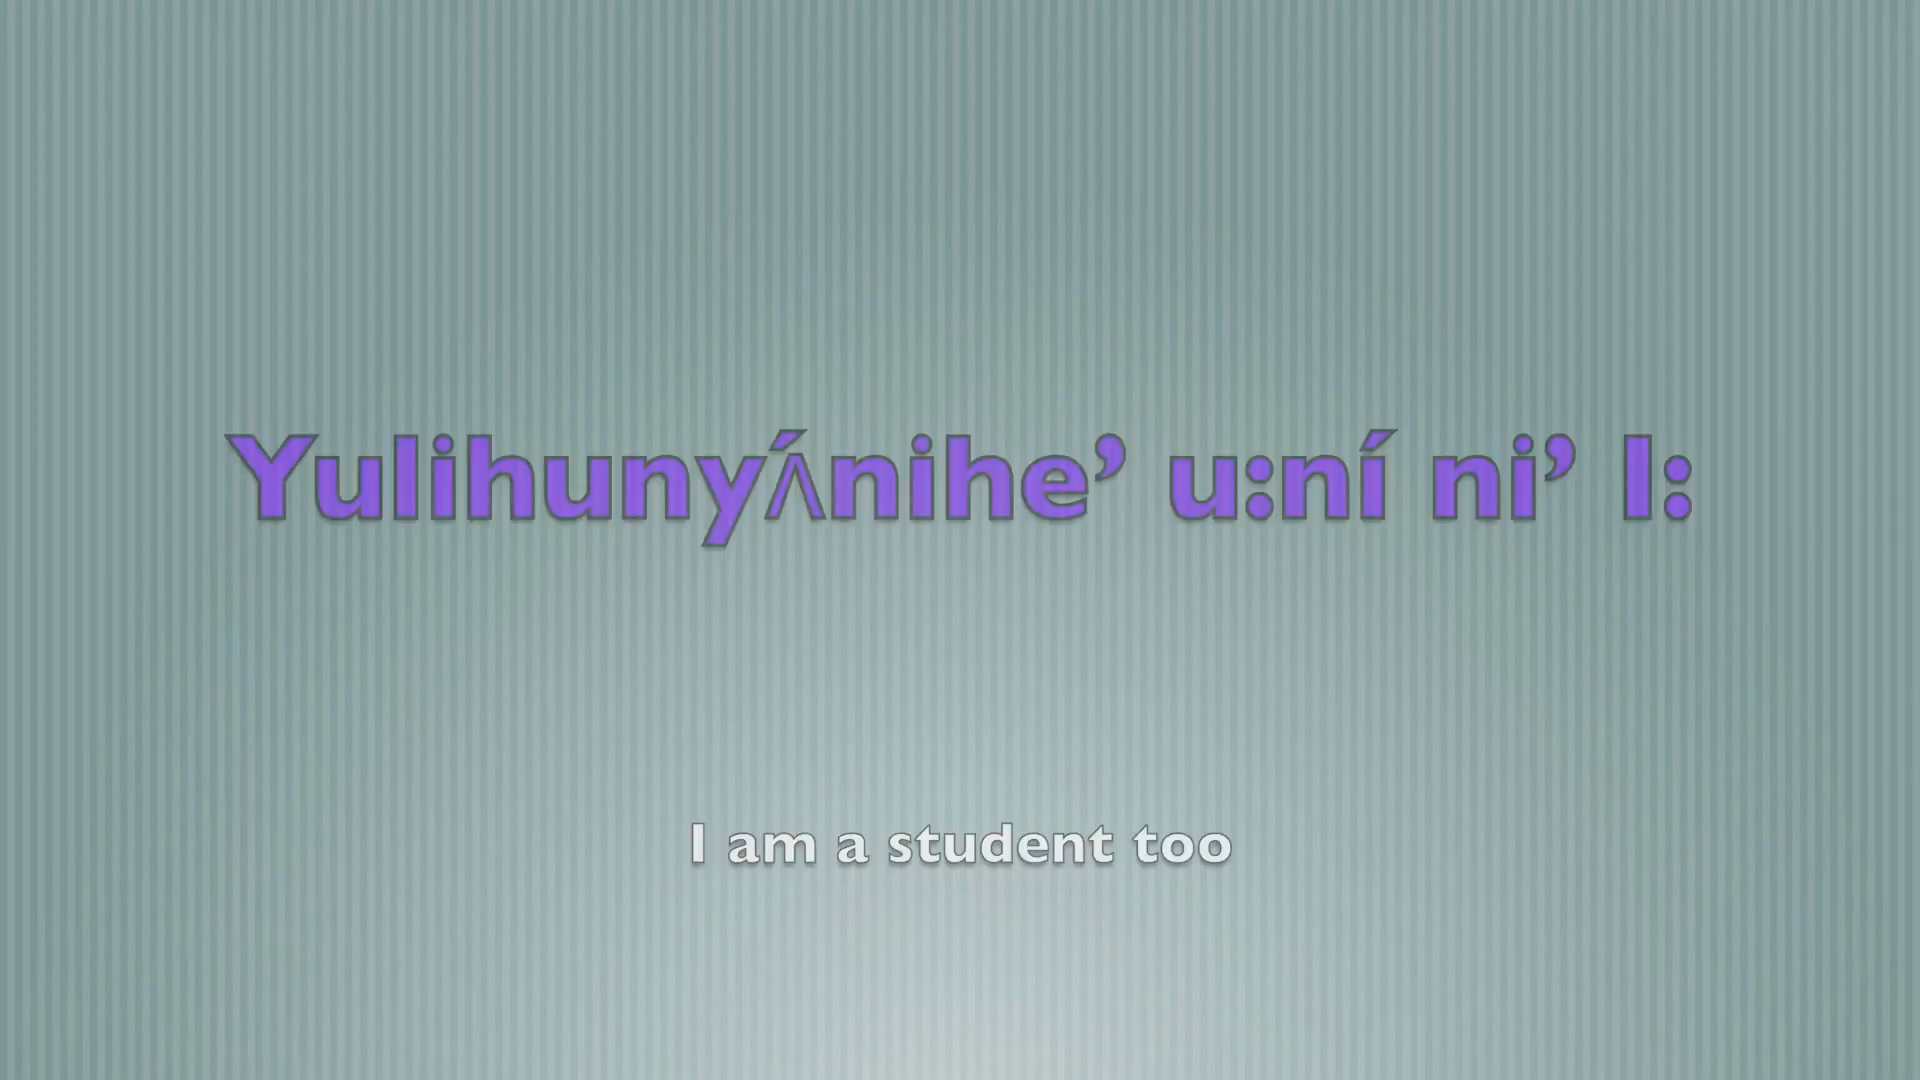 Yulihunyʌ́nihe’ u:ní ni’ I:
I am a student too